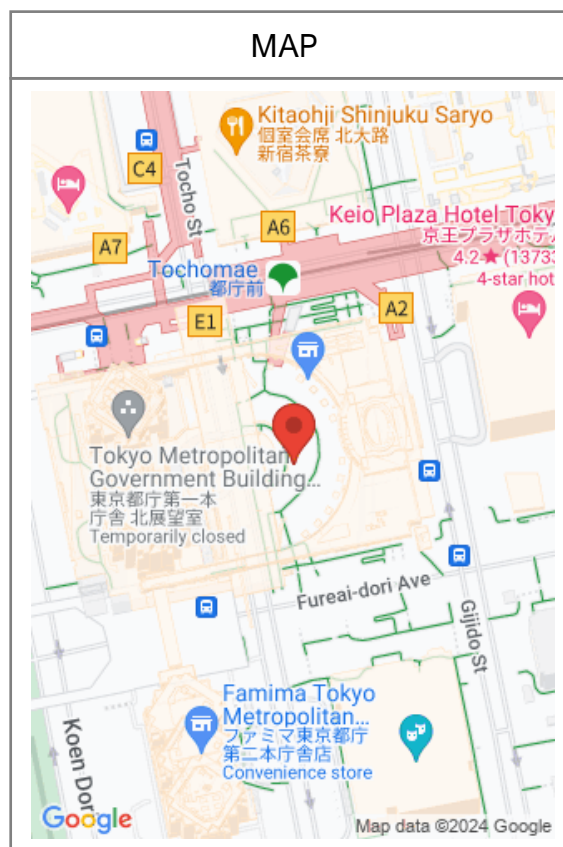 MAP
Kitaohji Shinjuku Saryo
個室会席 北大路
新宿茶寮
C4
Tocho St
A6
A7
Keio Plaza Hotel Toky
京王プラザホテ
4.2★(13733
4-star hot
Tochomae
都庁前
E1
A2
Tokyo Metropolitan
Government Building...
東京都庁第一本
庁舎 北展望室
Temporarily closed
Fureai-dori Ave
Gijido St
Famima Tokyo
Metropolitan...
ファミマ東京都庁
第二本庁舎店
Convenience store
Koen Dori
Google
Map data ©2024 Google